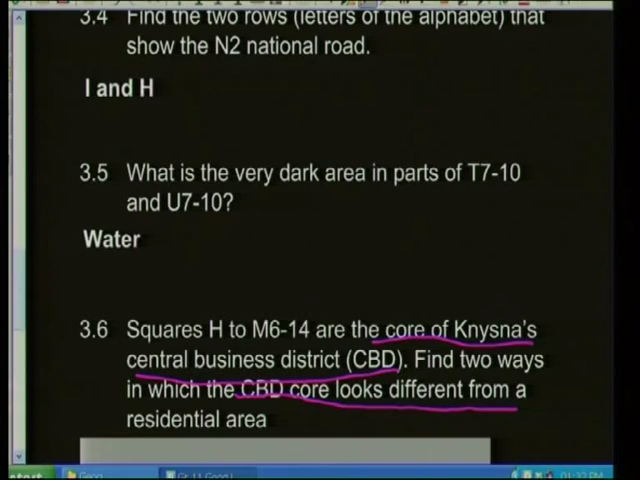 3.4 Find the two rows (letters of the alphabet) that
show the N2 national road.
I and H
3.5 What is the very dark area in parts of T7-10
and U7-10?
Water
3.6 Squares H to M6-14 are the core of Knysna's
central business district (CBD). Find two ways
in which the CBD core looks different from a
residential area
start